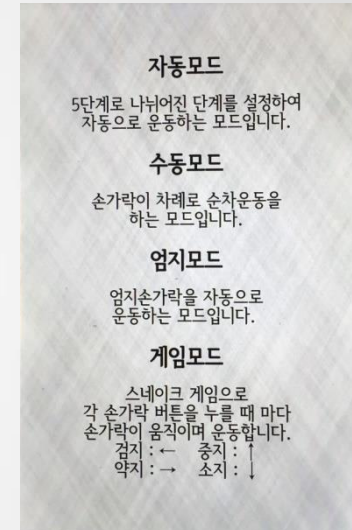 자동모드
5단계로 나뉘어진 단계를 설정하여
자동으로 운동하는 모드입니다.
수동모드
손가락이 차례로 순차운동을
하는 모드입니다.
엄지모드
엄지손가락을 자동으로
운동하는 모드입니다.
게임모드
스네이크 게임으로
각 손가락 버튼을 누를 때 마다
손가락이 움직이며 운동합니다.
검지 : ← 중지 : ↑
약지 : → 소지 : ↓